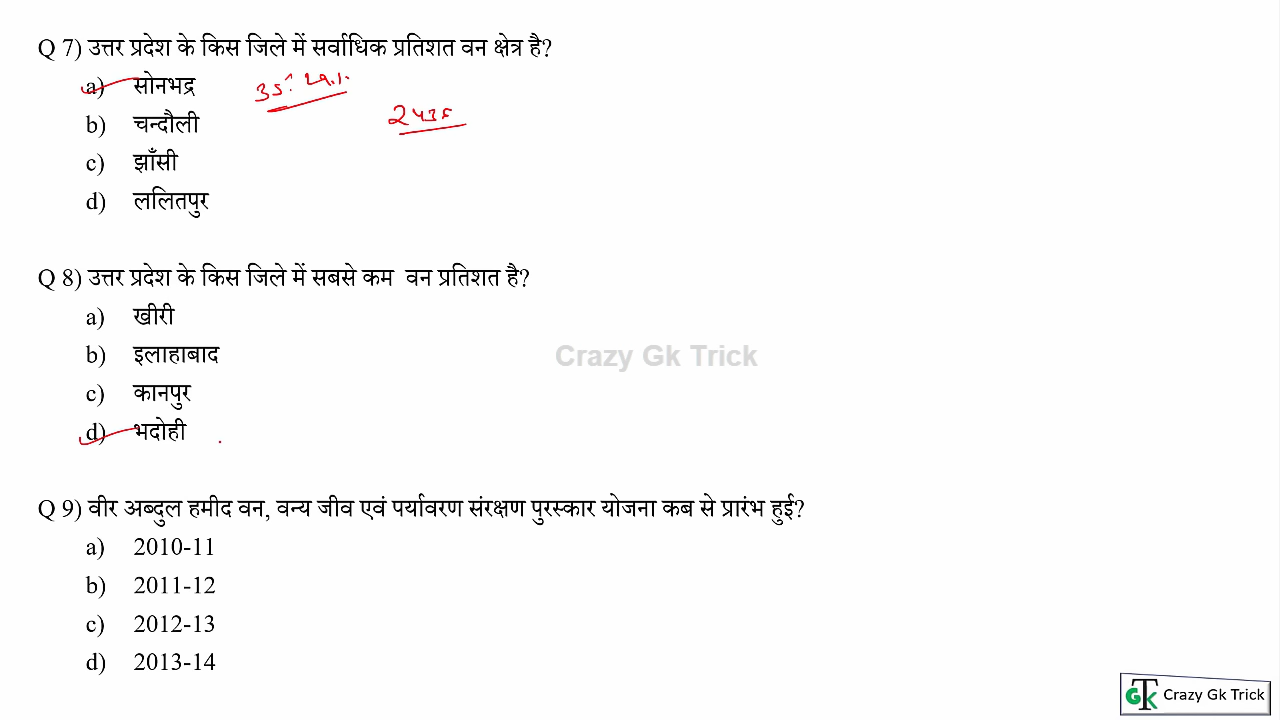 Q 7) उत्तर प्रदेश के किस जिले में सर्वाधिक प्रतिशत वन क्षेत्र है?
a) सोनभद्र
b) चन्दौली
c) झाँसी
d) ललितपुर
Q 8) उत्तर प्रदेश के किस जिले में सबसे कम वन प्रतिशत है?
a) खीरी
b) इलाहाबाद
Crazy Gk Trick
c) कानपुर
d) भदोही
Q 9) वीर अब्दुल हमीद वन, वन्य जीव एवं पर्यावरण संरक्षण पुरस्कार योजना कब से प्रारंभ हुई?
a) 2010-11
b) 2011-12
c) 2012-13
d) 2013-14
GTK Crazy Gk Trick